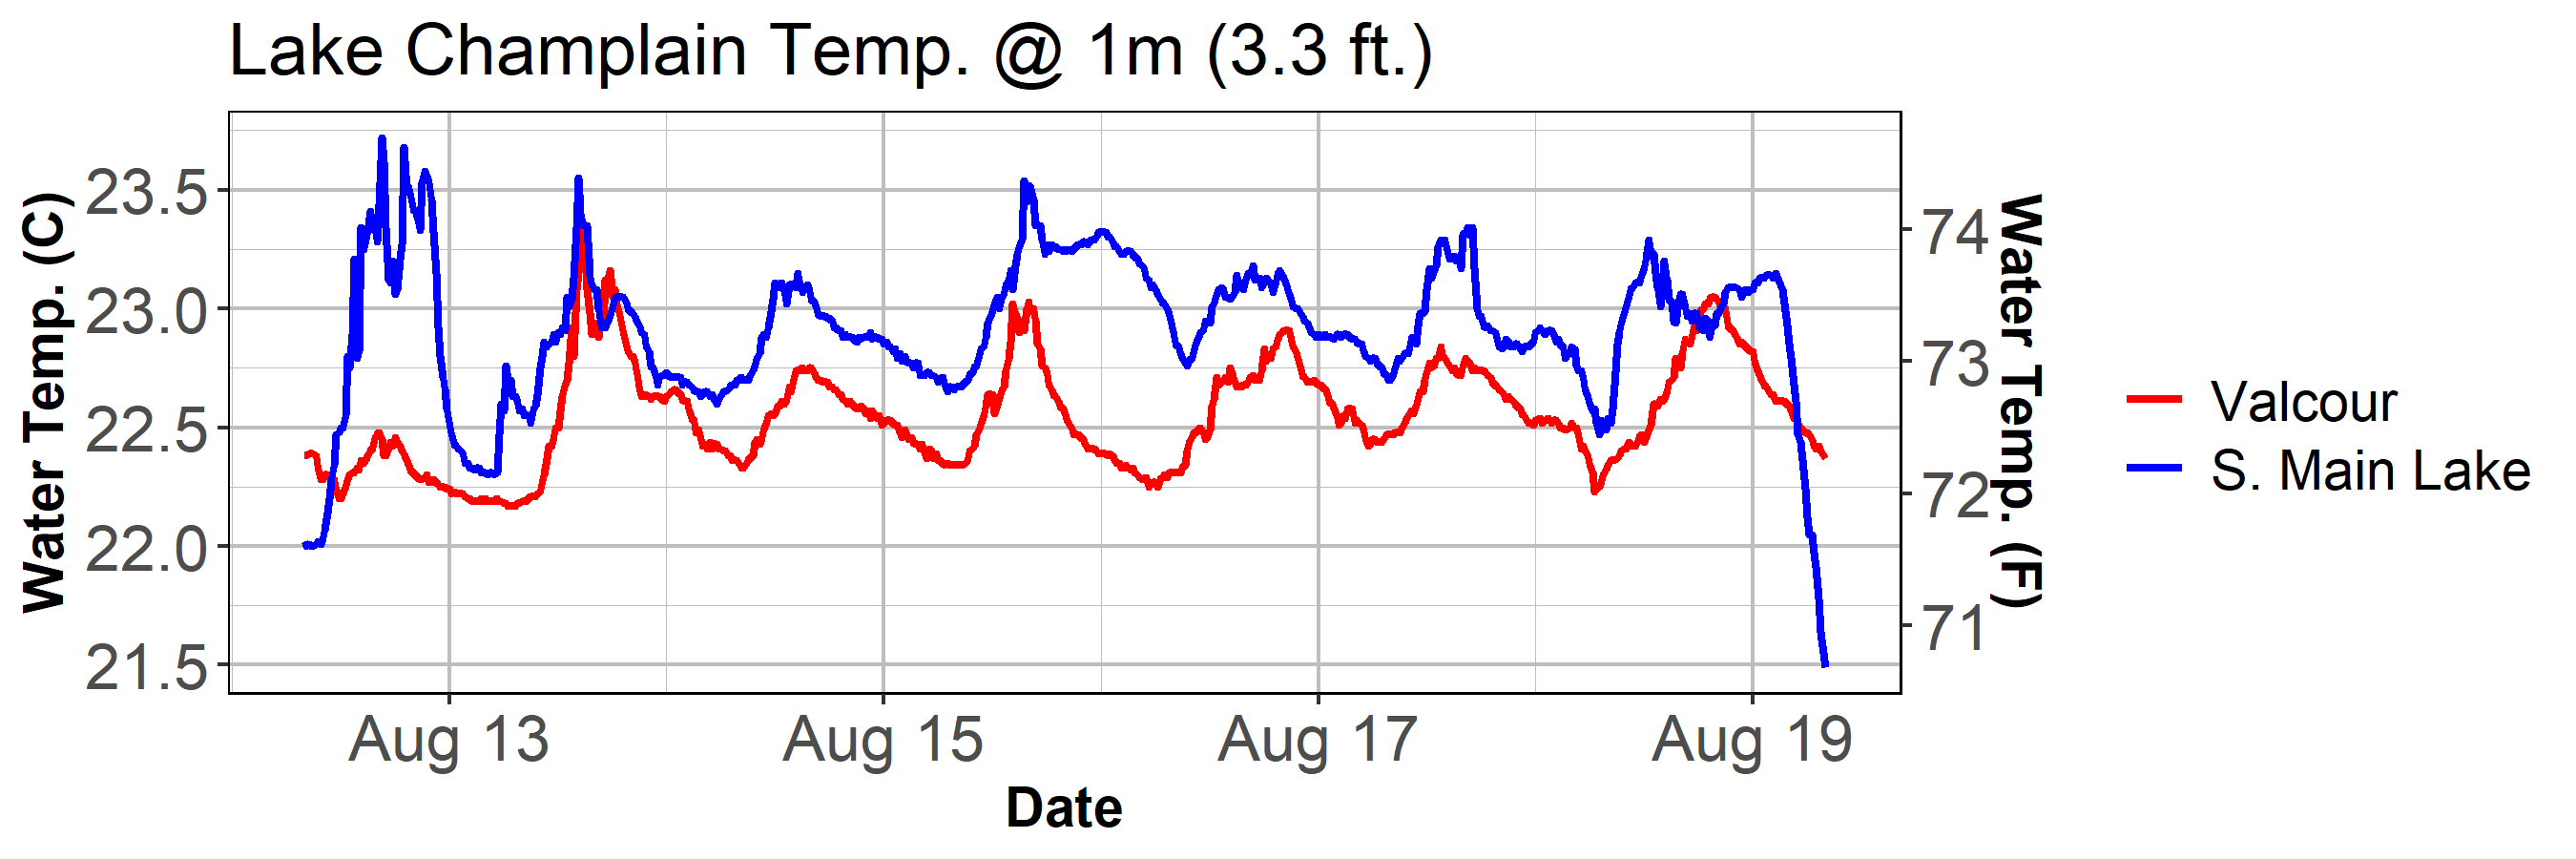 Lake Champlain Temp. @ 1m (3.3 ft.)
Water Temp. (C)
23.5
23.0
22.5
22.0
21.5
74
73
72
71
Water Temp. (F)
Aug 13
Aug 15
Aug 17
Aug 19
Date
Valcour
S. Main Lake